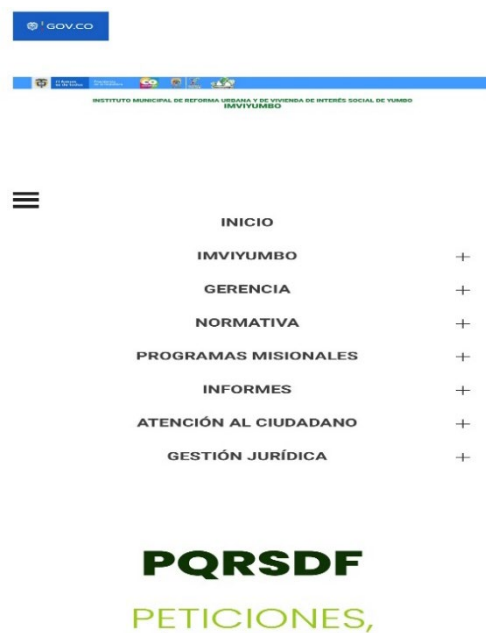 GOV.CO
INSTITUTO MUNICIPAL DE REFORMA URBANA Y DE VIVIENDA DE INTERÉS SOCIAL DE YUMBO
IMVIYUMBO
INICIO
IMVIYUMBO +
GERENCIA +
NORMATIVA +
PROGRAMAS MISIONALES +
INFORMES +
ATENCIÓN AL CIUDADANO +
GESTIÓN JURÍDICA +
PQRSDF
PETICIONES,